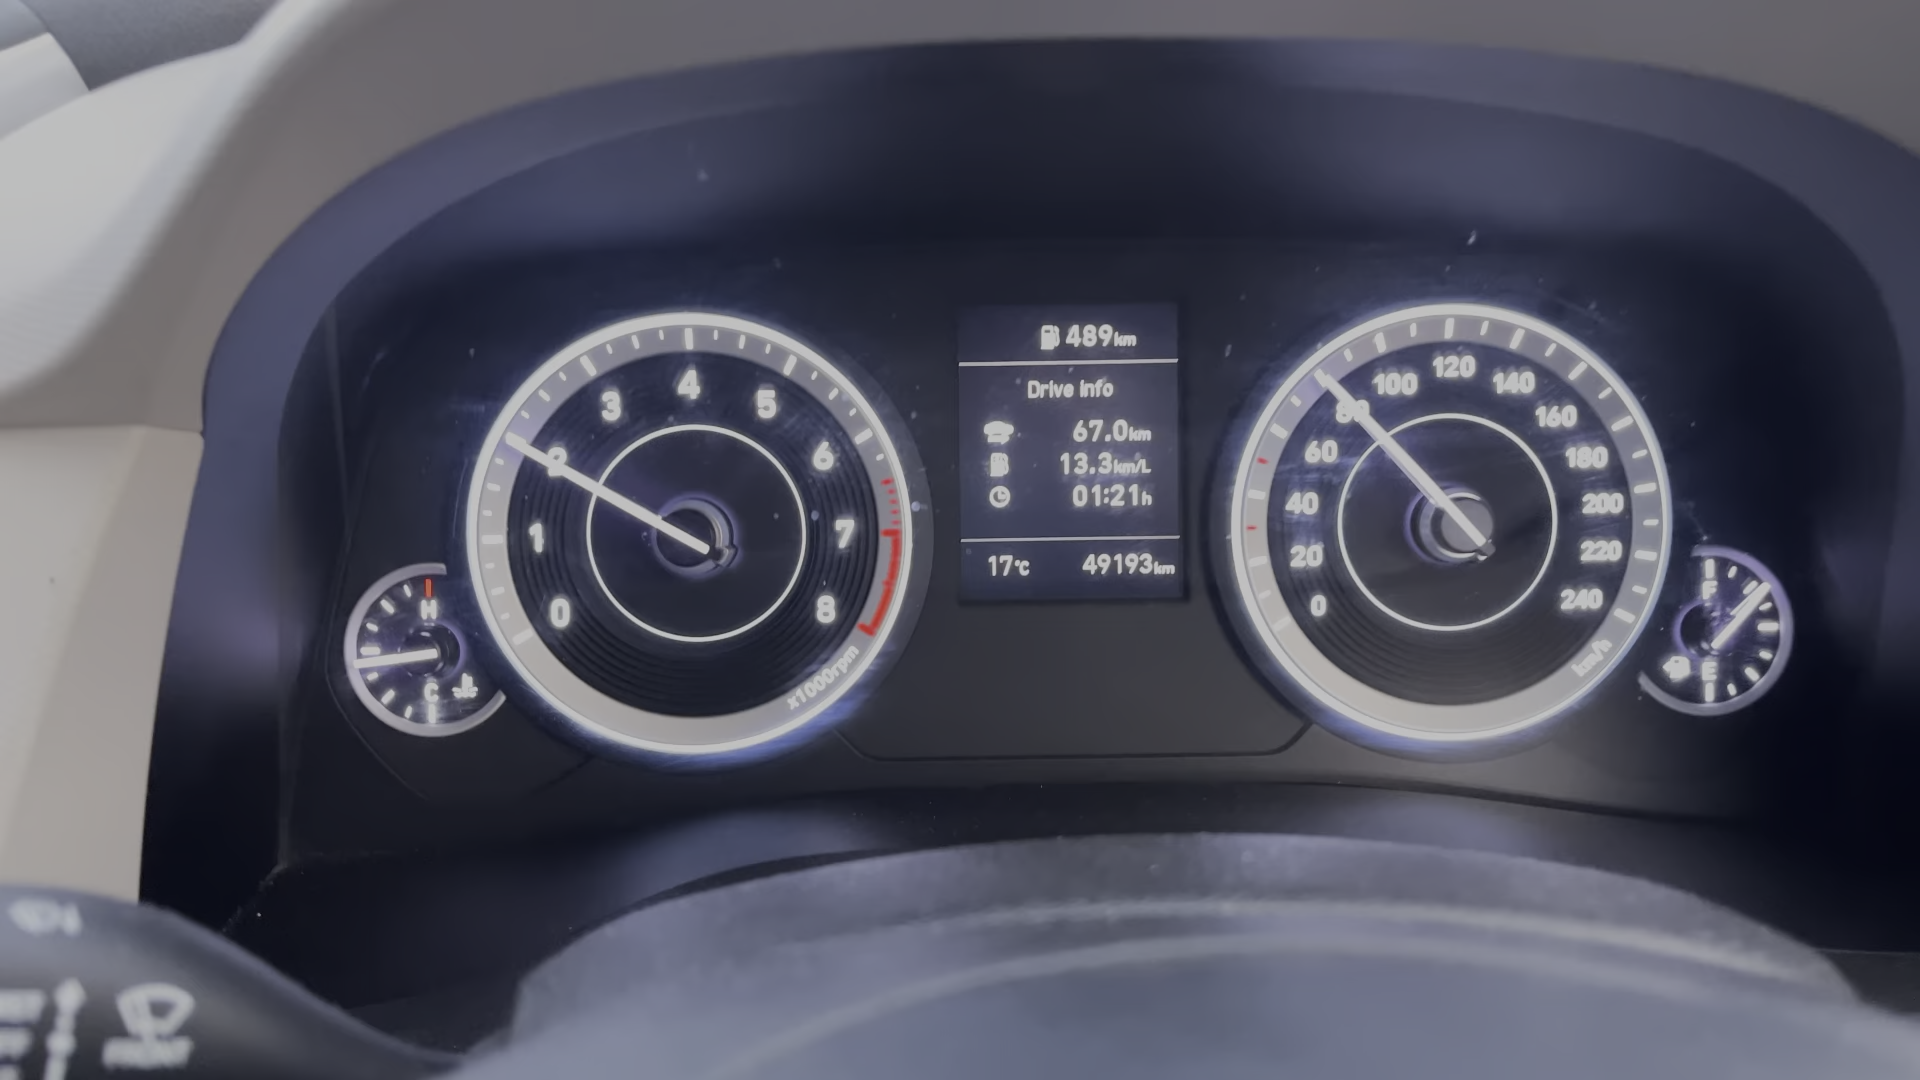 489km
Drive info
67.0km
13.3km/L
01:21h
17°C 49193km
0
1
2
3
4
5
6
7
8
x1000rpm
0
20
40
60
80
100
120
140
160
180
200
220
240
km/h
H
C
F
E
FRONT